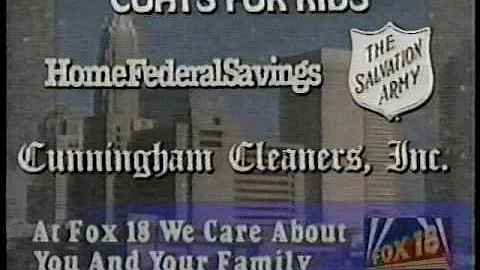 COATS FOR KIDS
HomeFederalSavings
THE
SALVATION
ARMY
Cunningham Cleaners, Inc.
At Fox 18 We Care About
You And Your Family
FOX 18